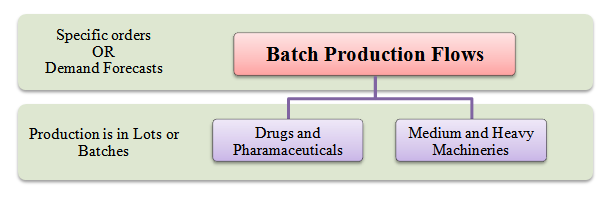 Specific orders
OR
Demand Forecasts
Batch Production Flows
Production is in Lots or
Batches
Drugs and
Pharamaceuticals
Medium and Heavy
Machineries